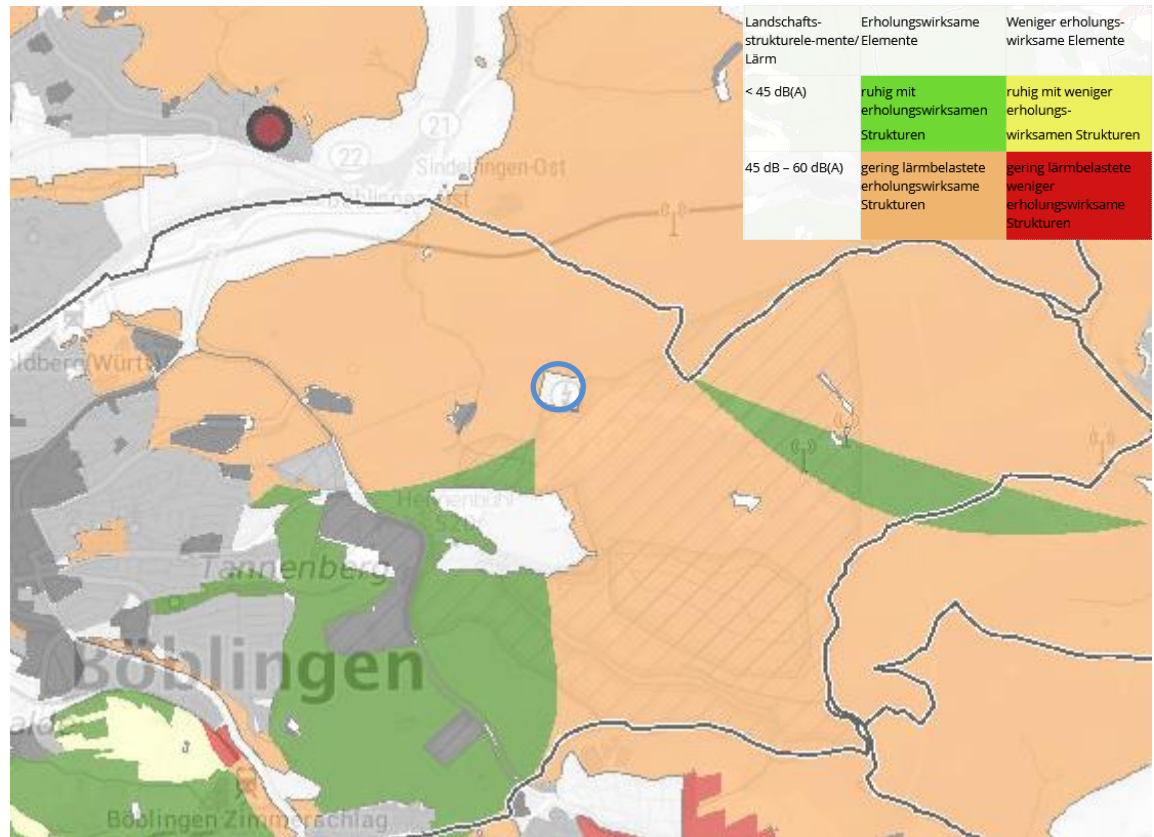 Landschafts-
strukturele-mente/
Lärm
Erholungswirksame
Elemente
Weniger erholungs-
wirksame Elemente
< 45 dB(A)
ruhig mit
erholungswirksamen
Strukturen
ruhig mit weniger
erholungs-
wirksamen Strukturen
45 dB – 60 dB(A)
gering lärmbelastete
erholungswirksame
Strukturen
gering lärmbelastete
weniger
erholungswirksame
Strukturen
21
22
Sindelfingen-Ost
Tannenberg
Böblingen
Böblingen Zimmerschlag